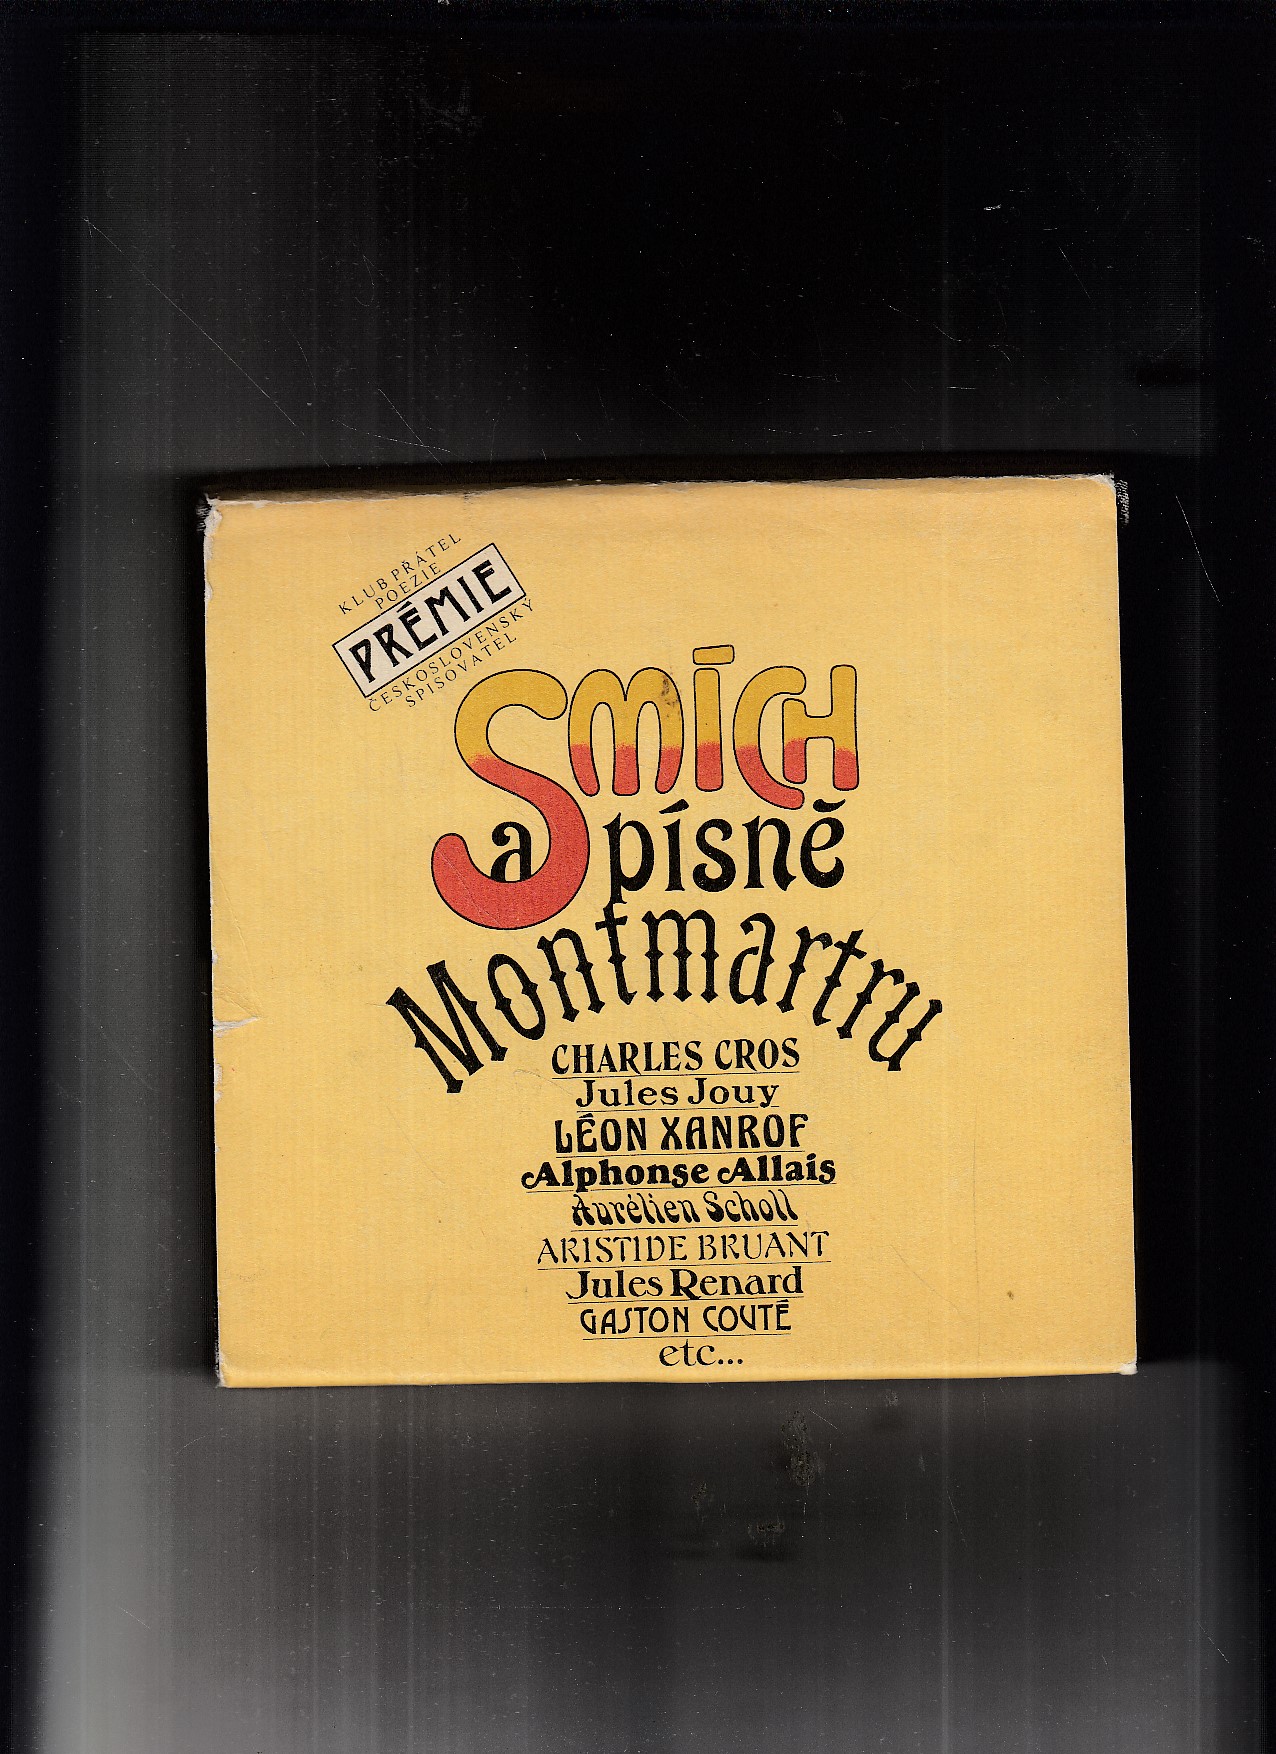 KLUB PŘÁTEL
POEZIE
PRÉMIE
ČESKOSLOVENSKÝ
SPISOVATEL
Smích
a písně
Montmartru
CHARLES CROS
Jules Jouy
LÉON XANROF
Alphonse Allais
Aurélien Scholl
ARISTIDE BRUANT
Jules Renard
GASTON COUTÉ
etc...